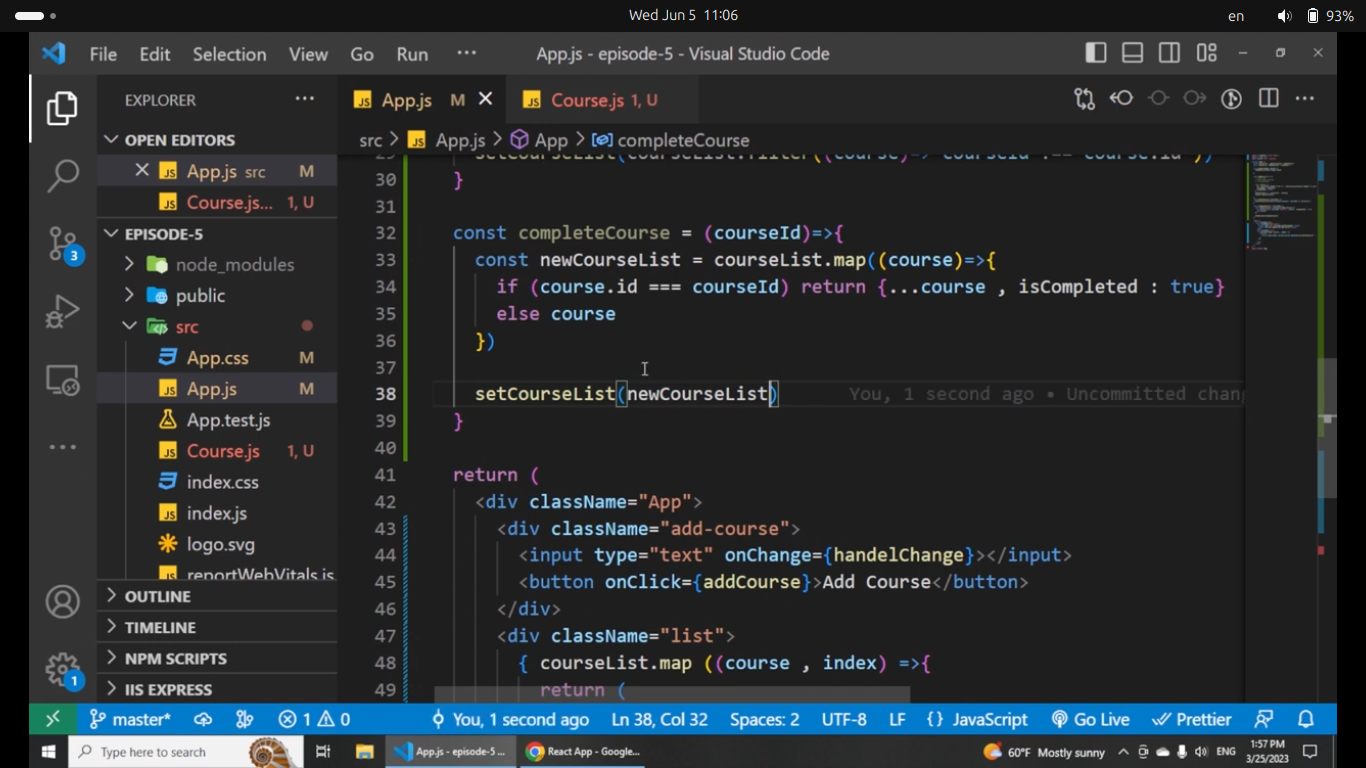 Wed Jun 5 11:06
en
93%
File Edit Selection View Go Run ··· App.js - episode-5 - Visual Studio Code
EXPLORER
OPEN EDITORS
App.js src M
Course.js... 1, U
EPISODE-5
node_modules
public
src
App.css M
App.js M
App.test.js
Course.js 1, U
index.css
index.js
logo.svg
reportWebVitals.js
OUTLINE
TIMELINE
NPM SCRIPTS
IIS EXPRESS
3
1
App.js M Course.js 1, U
src > App.js > App > completeCourse
29 setCourseList(courseList.filter((course)=> courseId !== course.id ))
30 }
31
32 const completeCourse = (courseId)=>{
33 const newCourseList = courseList.map((course)=>{
34 if (course.id === courseId) return {...course , isCompleted : true}
35 else course
36 })
37
38 setCourseList(newCourseList) You, 1 second ago • Uncommitted chang
39 }
40
41 return (
42 <div className="App">
43 <div className="add-course">
44 <input type="text" onChange={handelChange}></input>
45 <button onClick={addCourse}>Add Course</button>
46 </div>
47 <div className="list">
48 { courseList.map ((course , index) =>{
49 return (
master* 1 0 You, 1 second ago Ln 38, Col 32 Spaces: 2 UTF-8 LF {} JavaScript Go Live Prettier
Type here to search
App.js - episode-5 ...
React App - Google...
60°F Mostly sunny
ENG
1:57 PM
3/25/2023